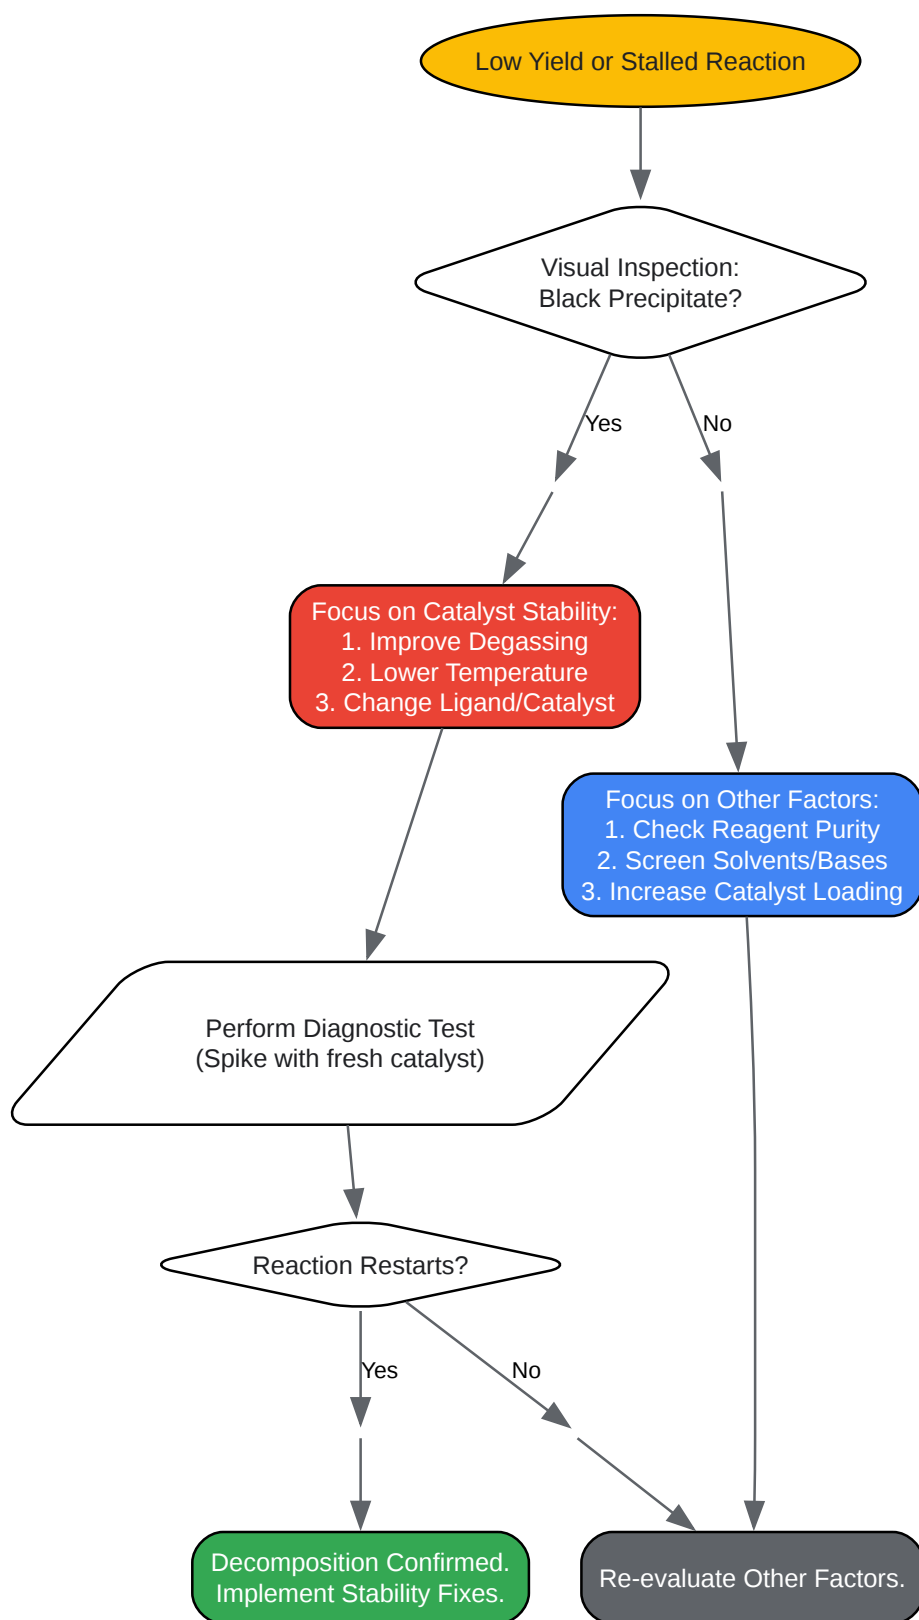 Low Yield or Stalled Reaction
Visual Inspection:
Black Precipitate?
Yes
No
Focus on Catalyst Stability:
1. Improve Degassing
2. Lower Temperature
3. Change Ligand/Catalyst
Focus on Other Factors:
1. Check Reagent Purity
2. Screen Solvents/Bases
3. Increase Catalyst Loading
Perform Diagnostic Test
(Spike with fresh catalyst)
Reaction Restarts?
Yes
No
Decomposition Confirmed.
Implement Stability Fixes.
Re-evaluate Other Factors.